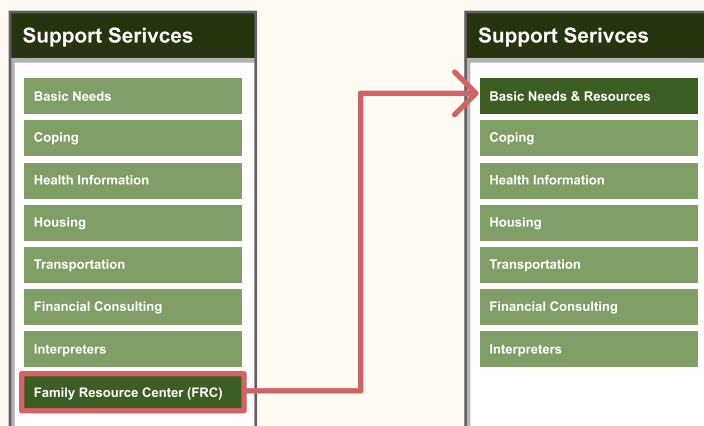 Support Serivces
Basic Needs
Coping
Health Information
Housing
Transportation
Financial Consulting
Interpreters
Family Resource Center (FRC)
Support Serivces
Basic Needs & Resources
Coping
Health Information
Housing
Transportation
Financial Consulting
Interpreters